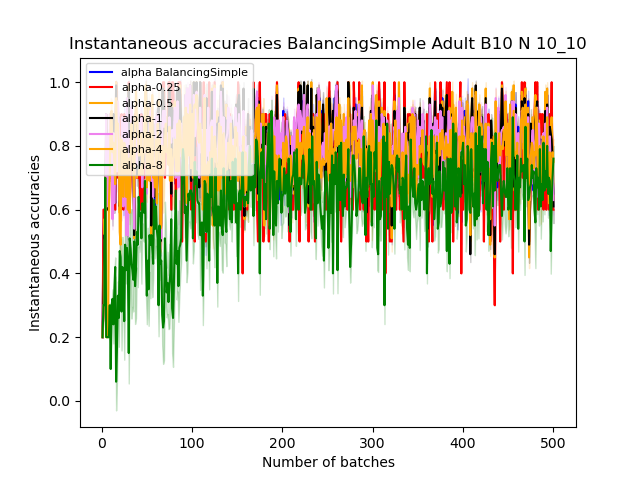 Instantaneous accuracies BalancingSimple Adult B10 N 10_10
alpha BalancingSimple
alpha-0.25
alpha-0.5
alpha-1
alpha-2
alpha-4
alpha-8
1.0
0.8
0.6
0.4
0.2
0.0
Instantaneous accuracies
0 100 200 300 400 500
Number of batches